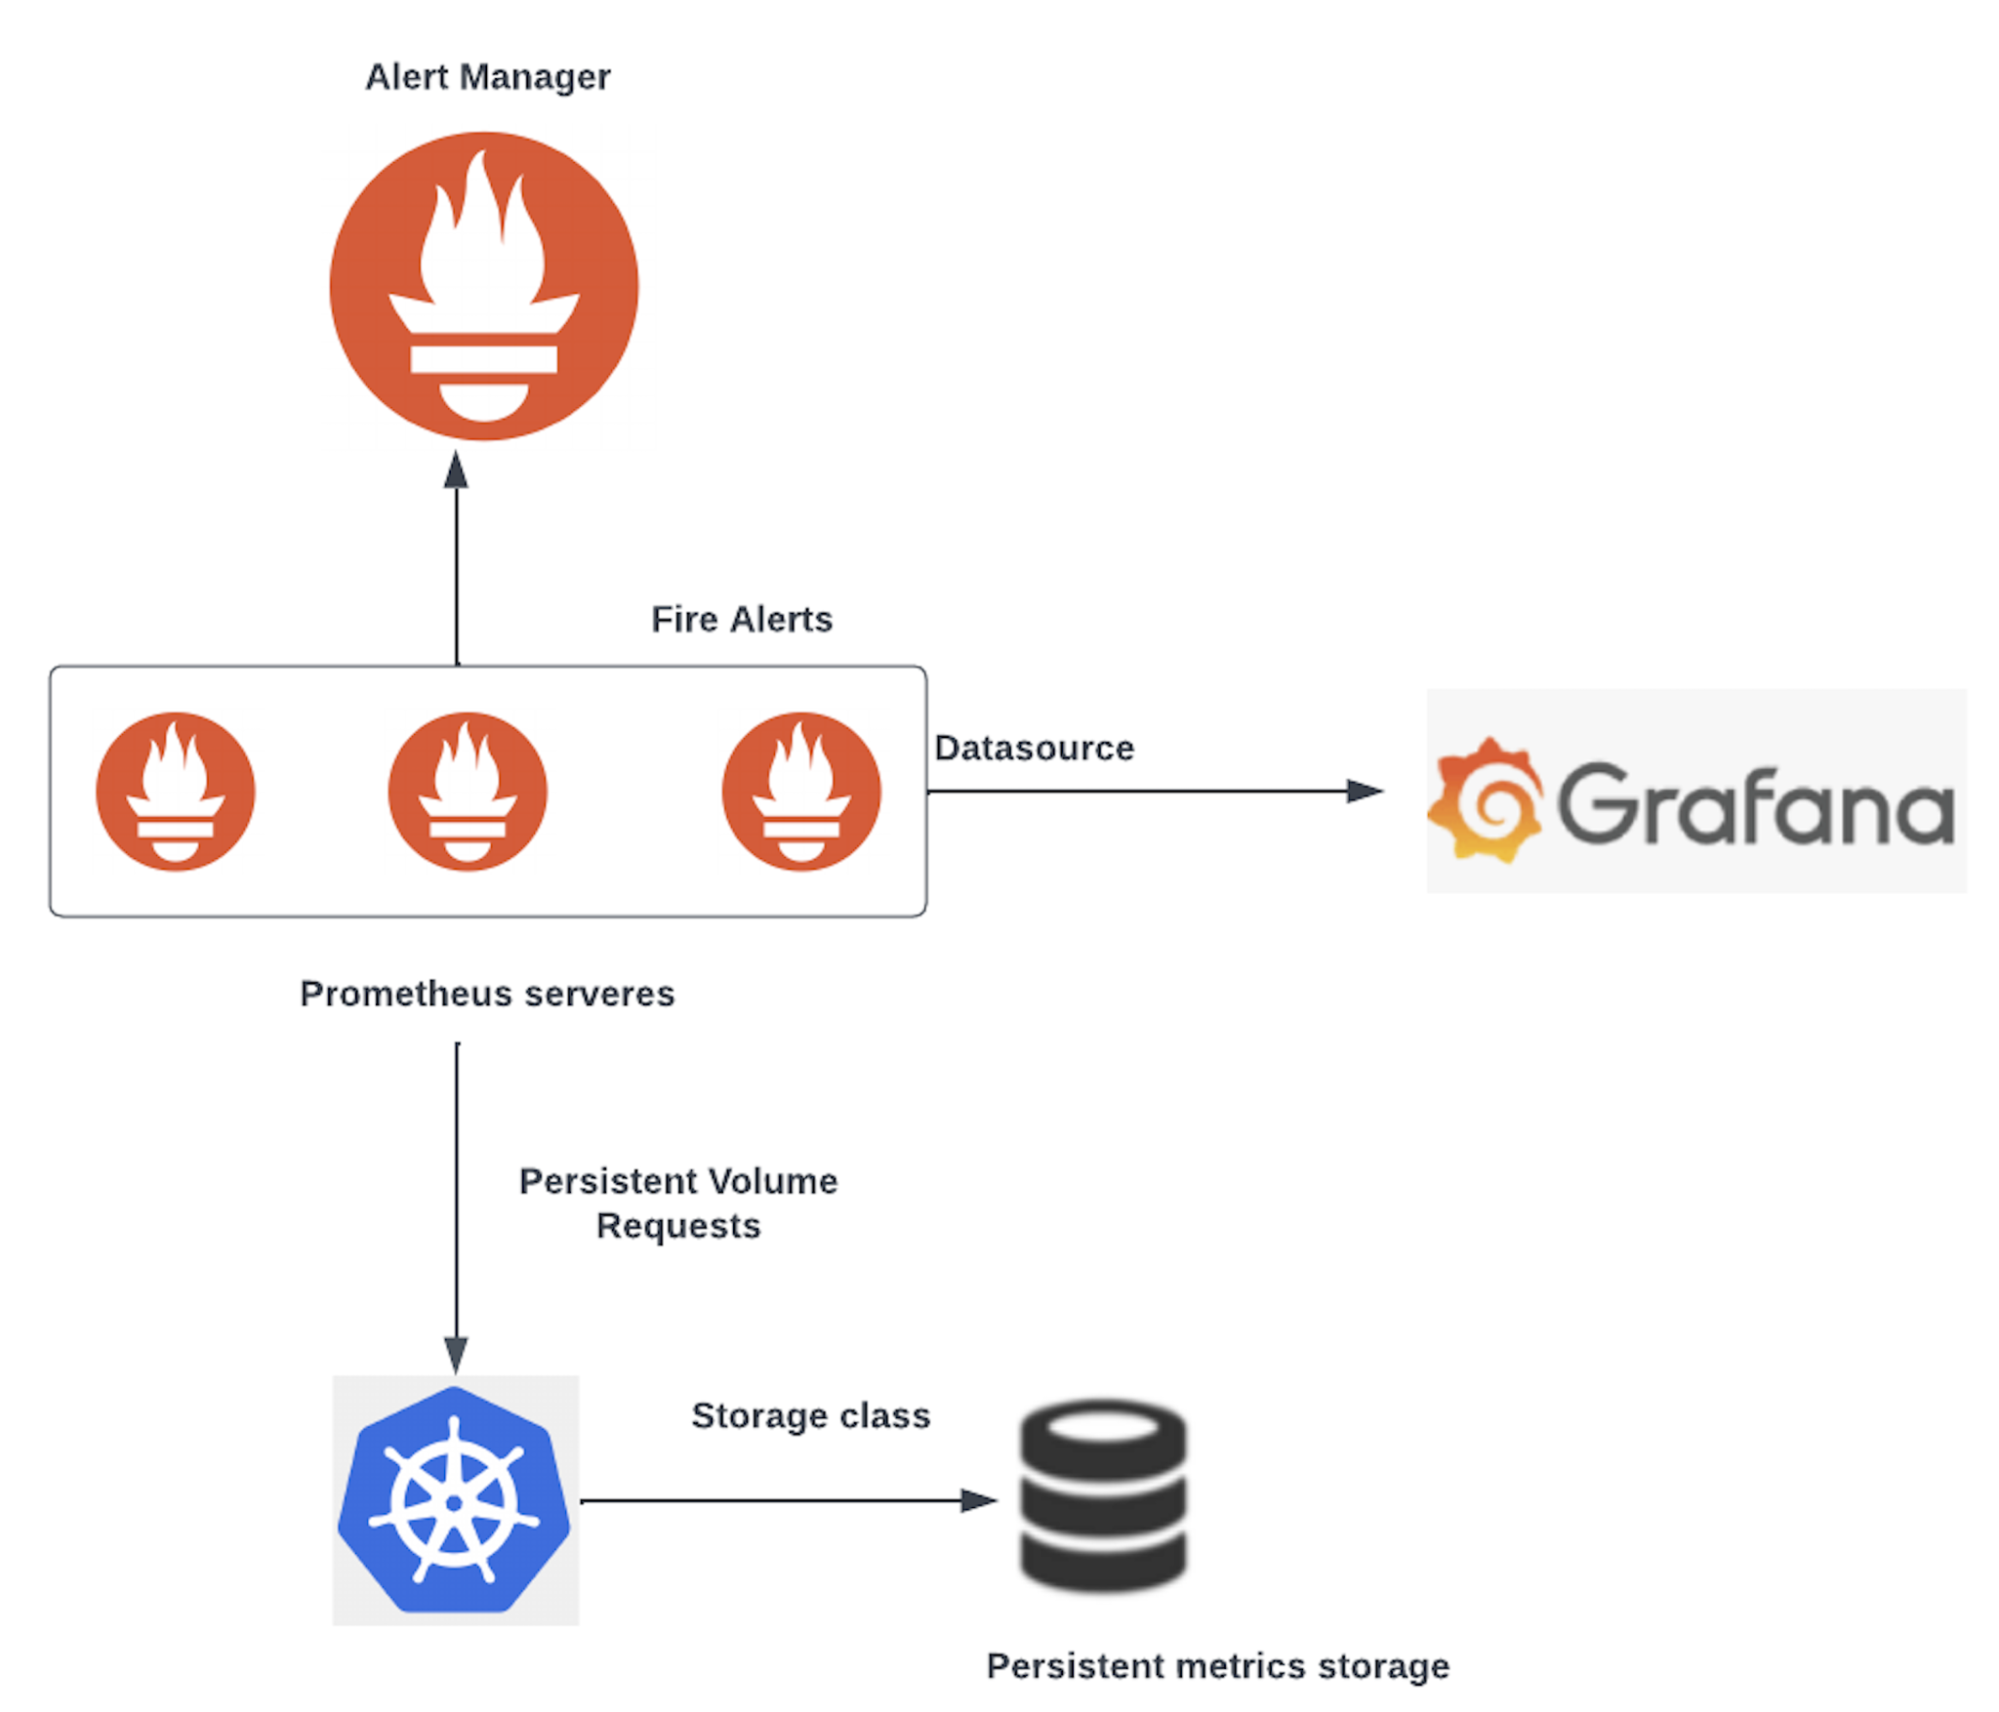 Alert Manager
Fire Alerts
Datasource
Grafana
Prometheus serveres
Persistent Volume
Requests
Storage class
Persistent metrics storage